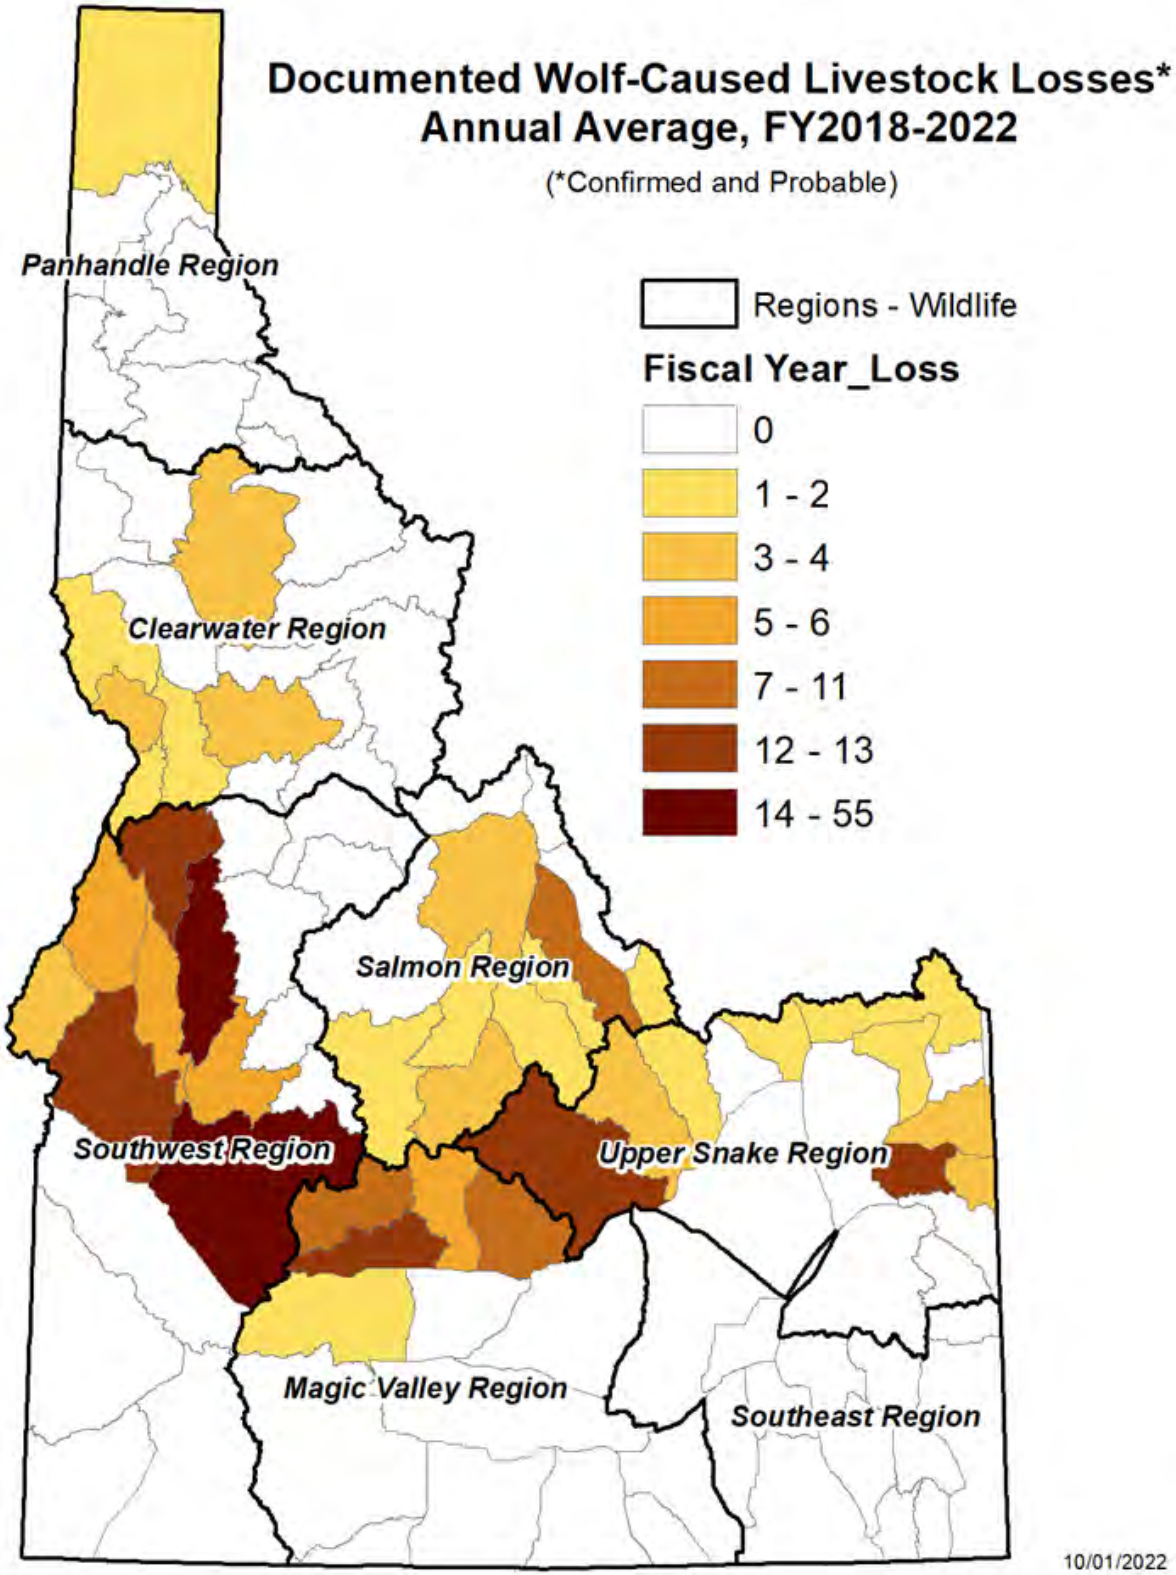 Documented Wolf-Caused Livestock Losses*
Annual Average, FY2018-2022
(*Confirmed and Probable)
Panhandle Region
Regions - Wildlife
Fiscal Year_Loss
0
1 - 2
3 - 4
5 - 6
7 - 11
12 - 13
14 - 55
Clearwater Region
Salmon Region
Southwest Region
Upper Snake Region
Magic Valley Region
Southeast Region
10/01/2022